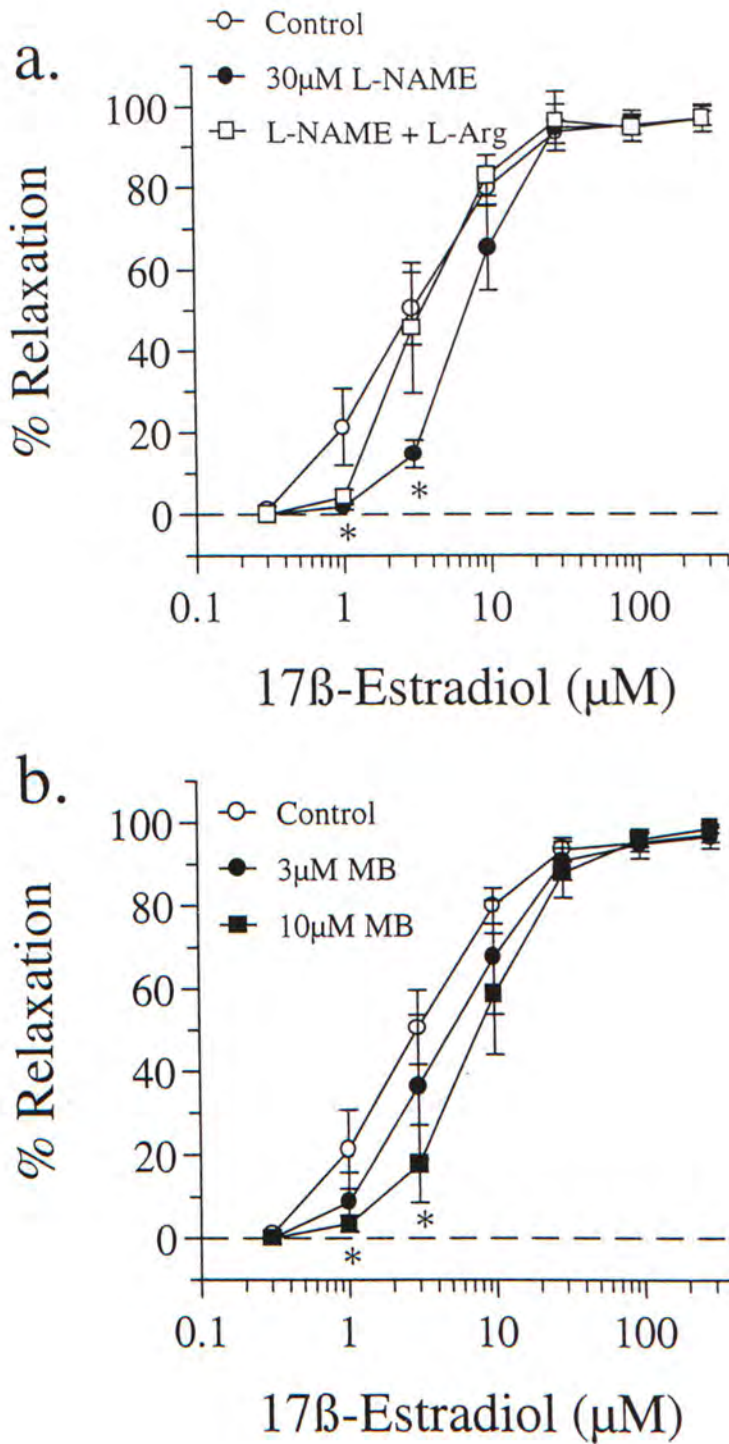 a.
Control
30µM L-NAME
L-NAME + L-Arg
% Relaxation
100
80
60
40
20
0
*
*
0.1
1
10
100
17ß-Estradiol (µM)
b.
Control
3µM MB
10µM MB
% Relaxation
100
80
60
40
20
0
*
*
0.1
1
10
100
17ß-Estradiol (µM)